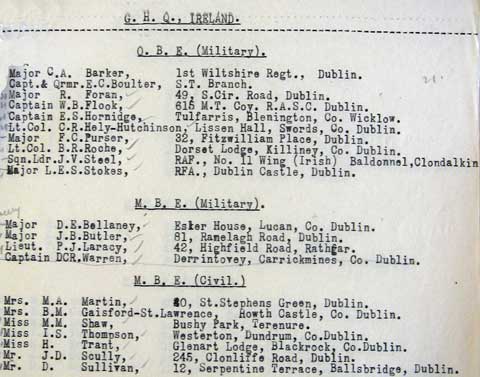 G. H. Q., IRELAND.
O. B. E. (Military).
Major C.A. Barker, 1st Wiltshire Regt., Dublin.
Capt.& Qrmr.E.C.Boulter, S.T. Branch.
Major R. Foran, 49, S.Cir. Road, Dublin.
Captain W.B.Flook, 615 M.T. Coy. R.A.S.C. Dublin.
Captain E.S.Hornidge, Tulfarris, Blenington, Co. Wicklow.
Lt.Col. C.R.Hely-Hutchinson, Lissen Hall, Swords, Co. Dublin.
Major F.C.Purser, 32, Fitzwilliam Place, Dublin.
Lt.Col. B.R.Roche, Dorset Lodge, Killiney, Co. Dublin.
Sqn.Ldr.J.V.Steel, RAF., No. 11 Wing (Irish) Baldonnel,Clondalkin
Major L.E.S.Stokes, RFA., Dublin Castle, Dublin.
M. B. E. (Military).
Major D.E.Bellaney, Esker House, Lucan, Co. Dublin.
Major J.B.Butler, 81, Ramelagh Road, Dublin.
Lieut. P.J.Laracy, 42, Highfield Road, Rathgar.
Captain DCR.Warren, Derrintovey, Carrickmines, Co. Dublin.
M. B. E. (Civil.)
Mrs. M.A. Martin, 20, St.Stephens Green, Dublin.
Mrs. B.M. Gaisford-St.Lawrence, Howth Castle, Co. Dublin.
Miss M.M. Shaw, Bushy Park, Terenure.
Miss I.S. Thompson, Westerton, Dundrum, Co.Dublin.
Miss H. Trant, Glenart Lodge, Blackrock, Co.Dublin.
Mr. J.D. Scully, 245, Clonliffe Road, Dublin.
Mr. D. Sullivan, 12, Serpentine Terrace, Ballsbridge, Dublin.